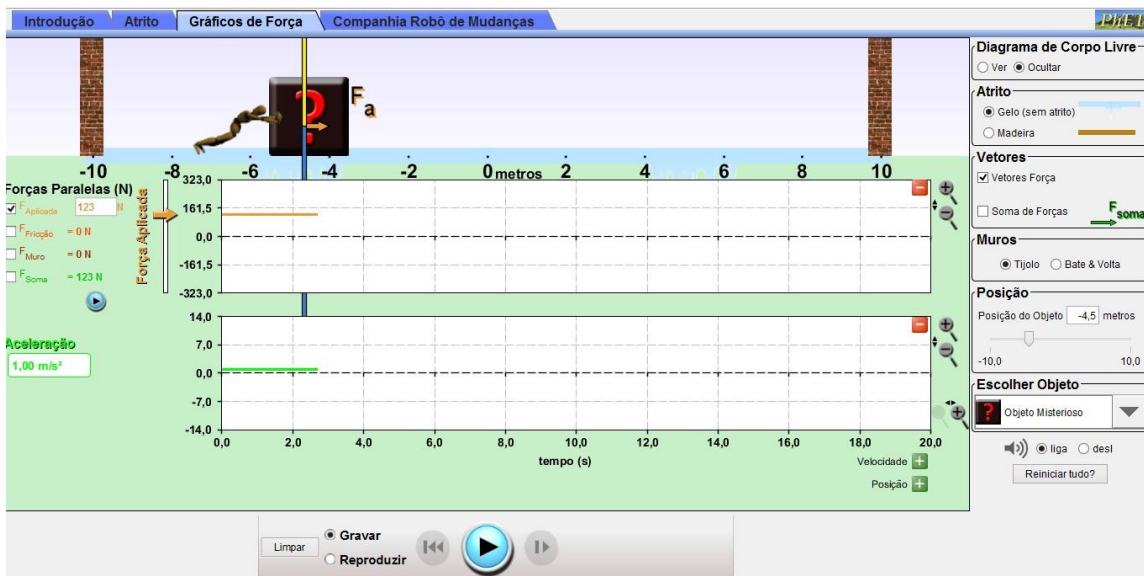 Introdução
Atrito
Gráficos de Força
Companhia Robô de Mudanças
PhET
?
Fa
-10 -8 -6 -4 -2 0 metros 2 4 6 8 10
Forças Paralelas (N)
FAplicada 123 N
FFricção = 0 N
FMuro = 0 N
FSoma = 123 N
Força Aplicada
323,0
161,5
0,0
-161,5
-323,0
Aceleração
1,00 m/s²
14,0
7,0
0,0
-7,0
-14,0
0,0 2,0 4,0 6,0 8,0 10,0 12,0 14,0 16,0 18,0 20,0
tempo (s)
Velocidade
Posição
Limpar
Gravar
Reproduzir
Diagrama de Corpo Livre
Ver Ocultar
Atrito
Gelo (sem atrito)
Madeira
Vetores
Vetores Força
Soma de Forças Fsoma
Muros
Tijolo Bate & Volta
Posição
Posição do Objeto -4,5 metros
-10,0 10,0
Escolher Objeto
? Objeto Misterioso
liga desl
Reiniciar tudo?